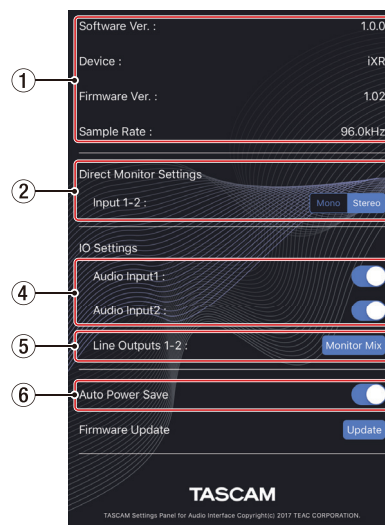 Software Ver. : 1.0.0
① Device : iXR
Firmware Ver. : 1.02
Sample Rate : 96.0kHz
② Direct Monitor Settings
Input 1-2 : Mono Stereo
IO Settings
④ Audio Input1 :
Audio Input2 :
⑤ Line Outputs 1-2 : Monitor Mix
⑥ Auto Power Save
Firmware Update Update
TASCAM
TASCAM Settings Panel for Audio Interface Copyright(c) 2017 TEAC CORPORATION.